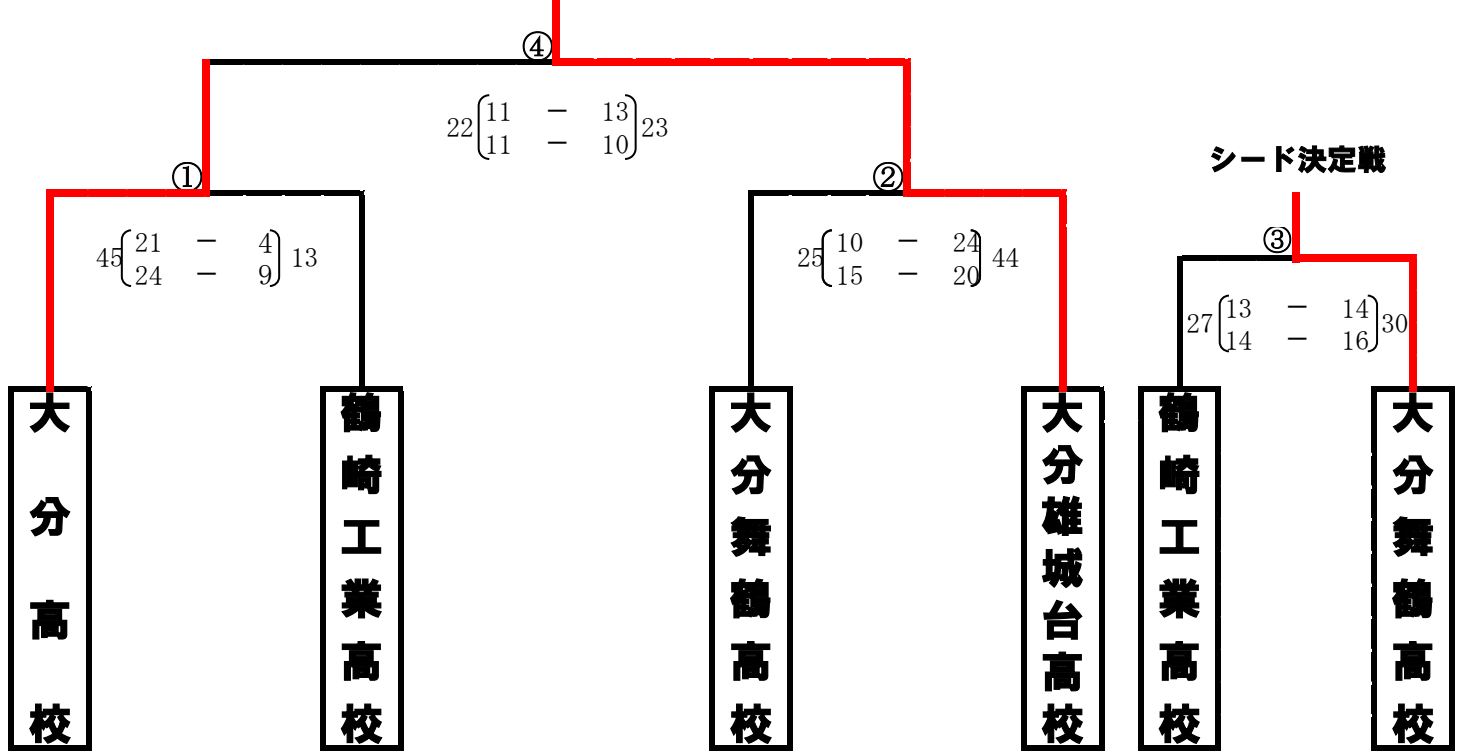 ④
22 11 － 13 23
11 － 10
① ②
シード決定戦
③
45 21 － 4 13
24 － 9
25 10 － 24 44
15 － 20
27 13 － 14 30
14 － 16
大分高校
鶴崎工業高校
大分舞鶴高校
大分雄城台高校
鶴崎工業高校
大分舞鶴高校